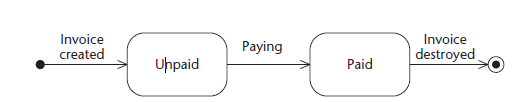 Invoice
created
Unpaid
Paying
Paid
Invoice
destroyed